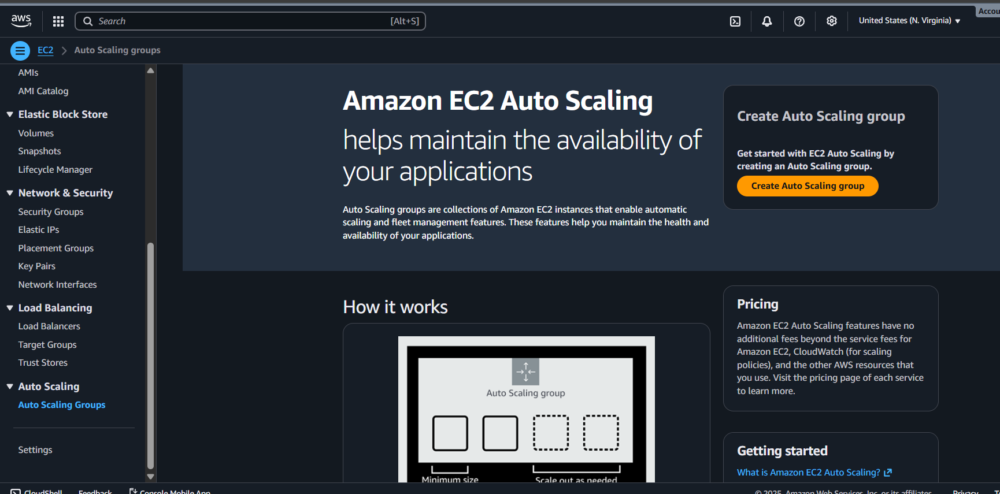 aws
Search
[Alt+S]
United States (N. Virginia)
Accou
EC2
Auto Scaling groups
AMIs
AMI Catalog
Elastic Block Store
Volumes
Snapshots
Lifecycle Manager
Network & Security
Security Groups
Elastic IPs
Placement Groups
Key Pairs
Network Interfaces
Load Balancing
Load Balancers
Target Groups
Trust Stores
Auto Scaling
Auto Scaling Groups
Settings
Amazon EC2 Auto Scaling
helps maintain the availability of
your applications
Auto Scaling groups are collections of Amazon EC2 instances that enable automatic
scaling and fleet management features. These features help you maintain the health and
availability of your applications.
Create Auto Scaling group
Get started with EC2 Auto Scaling by
creating an Auto Scaling group.
Create Auto Scaling group
How it works
Auto Scaling group
Minimum size
Scale out as needed
Pricing
Amazon EC2 Auto Scaling features have no
additional fees beyond the service fees for
Amazon EC2, CloudWatch (for scaling
policies), and the other AWS resources that
you use. Visit the pricing page of each service
to learn more.
Getting started
What is Amazon EC2 Auto Scaling?
CloudShell
Feedback
Console Mobile App
© 2025, Amazon Web Services, Inc. or its affiliates.
Privacy
T